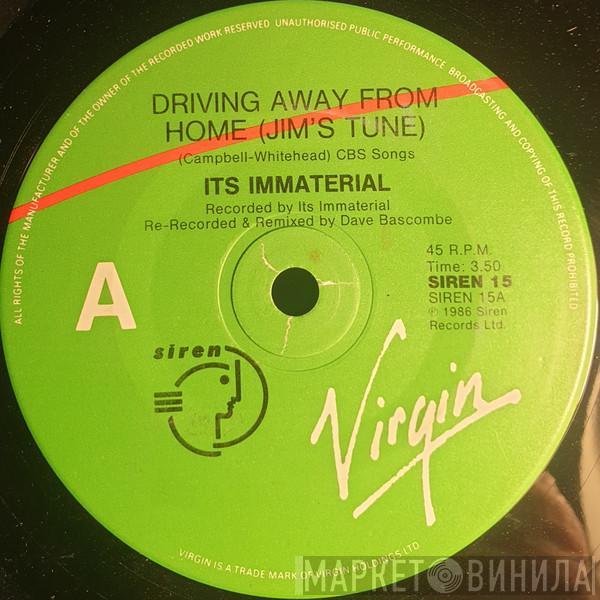 ALL RIGHTS OF THE MANUFACTURER AND OF THE OWNER OF THE RECORDED WORK RESERVED UNAUTHORISED PUBLIC PERFORMANCE BROADCASTING AND COPYING OF THIS RECORD PROHIBITED
DRIVING AWAY FROM
HOME (JIM'S TUNE)
(Campbell-Whitehead) CBS Songs
ITS IMMATERIAL
Recorded by Its Immaterial
Re-Recorded & Remixed by Dave Bascombe
A
45 R.P.M.
Time: 3.50
SIREN 15
SIREN 15A
℗ 1986 Siren
Records Ltd.
siren
Virgin
VIRGIN IS A TRADE MARK OF VIRGIN HOLDINGS LTD
МАРКЕТ ВИНИЛА